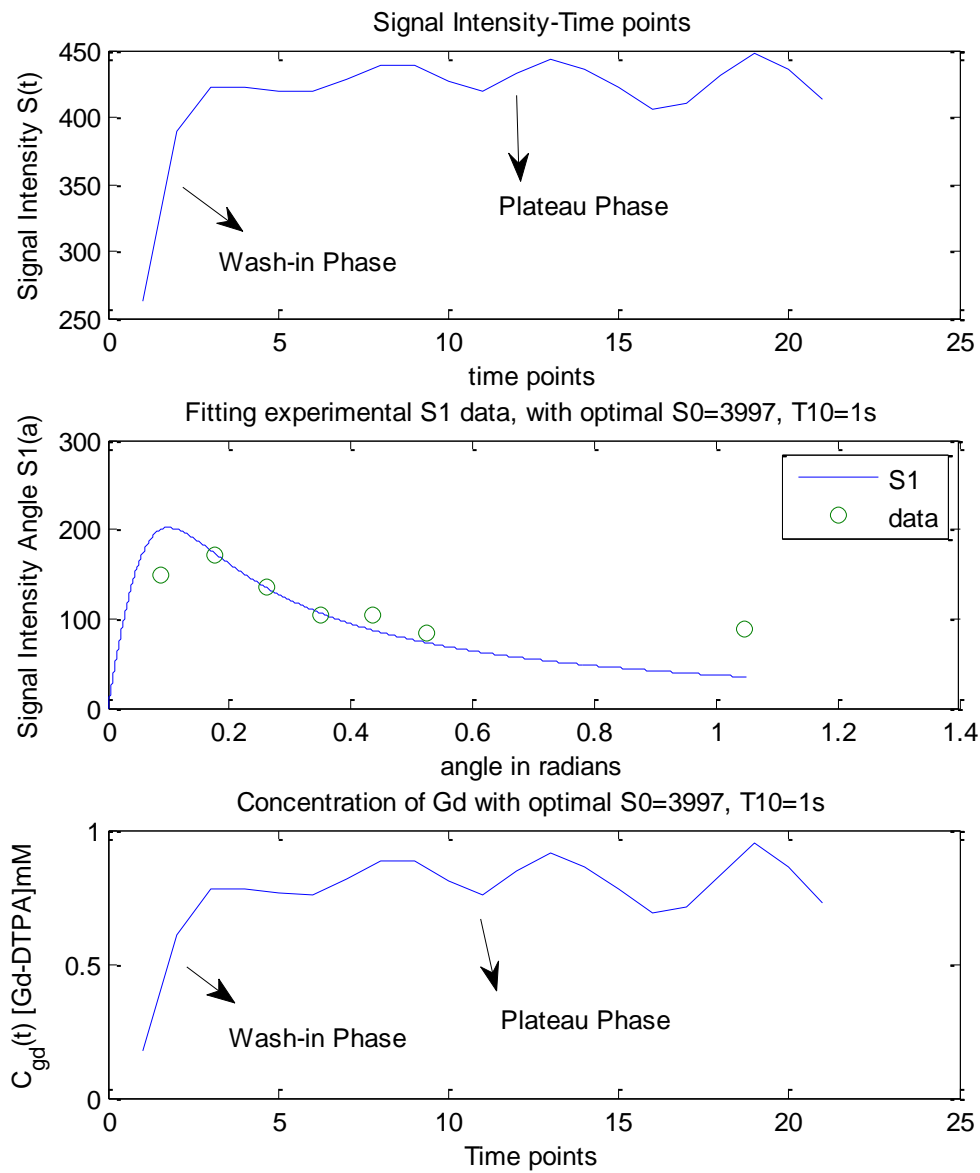 Signal Intensity-Time points
Signal Intensity S(t)
450
400
350
300
250
Wash-in Phase
Plateau Phase
0 5 10 15 20 25
time points
Fitting experimental S1 data, with optimal S0=3997, T10=1s
Signal Intensity Angle S1(a)
300
200
100
0
S1
data
0 0.2 0.4 0.6 0.8 1 1.2 1.4
angle in radians
Concentration of Gd with optimal S0=3997, T10=1s
C_gd(t) [Gd-DTPA]mM
1
0.5
0
Wash-in Phase
Plateau Phase
0 5 10 15 20 25
Time points